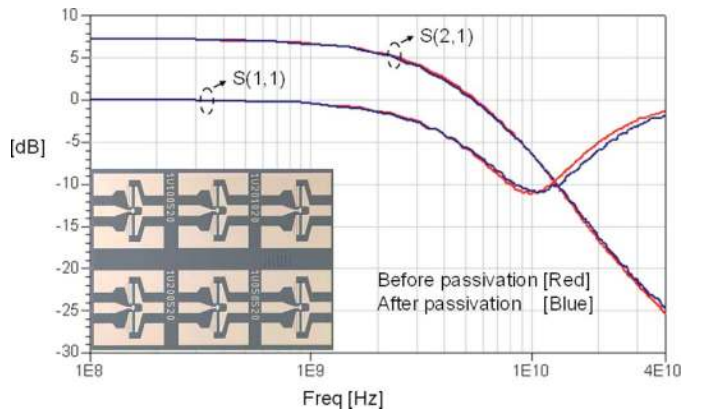 10
5
0
-5
-10
-15
-20
-25
-30
[dB]
S(2,1)
S(1,1)
Before passivation [Red]
After passivation [Blue]
1E8
1E9
1E10
4E10
Freq [Hz]